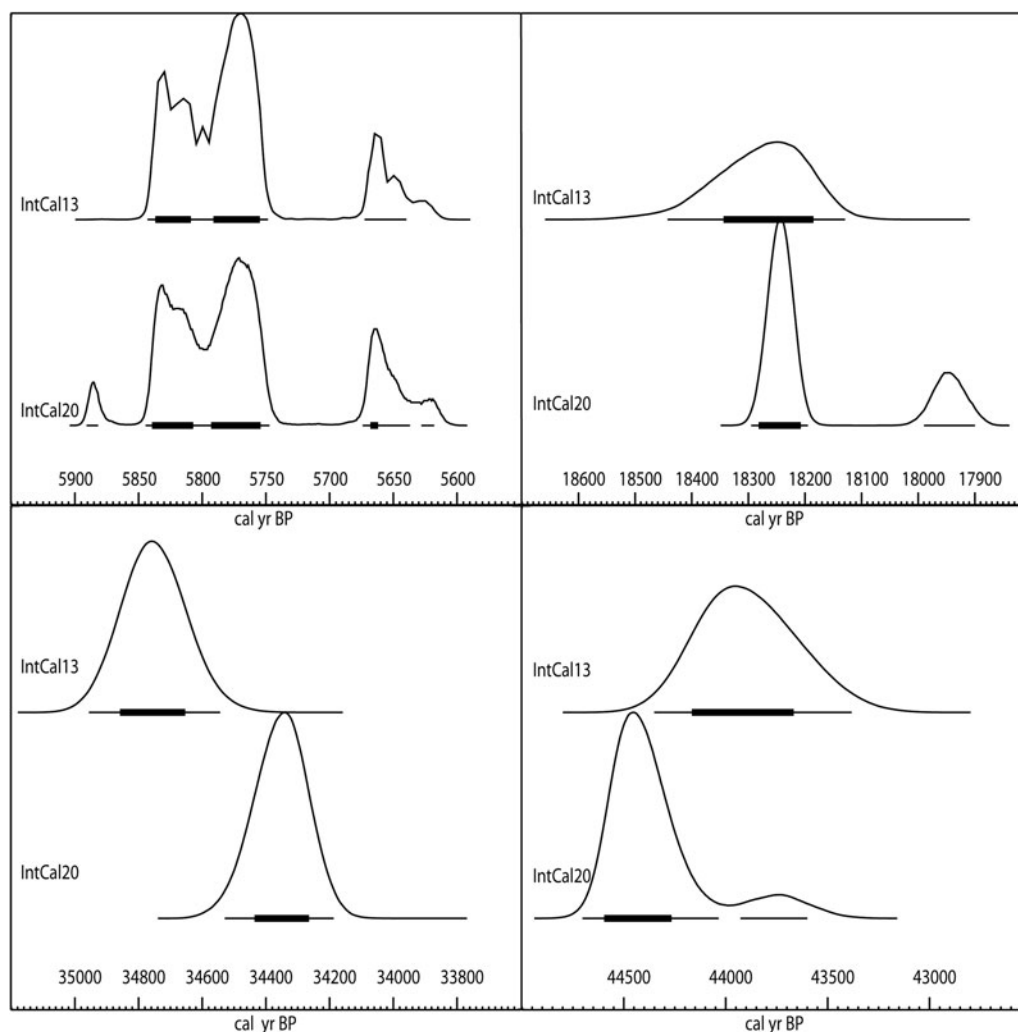 IntCal13
IntCal20
5900 5850 5800 5750 5700 5650 5600
cal yr BP
IntCal13
IntCal20
18600 18500 18400 18300 18200 18100 18000 17900
cal yr BP
IntCal13
IntCal20
35000 34800 34600 34400 34200 34000 33800
cal yr BP
IntCal13
IntCal20
44500 44000 43500 43000
cal yr BP